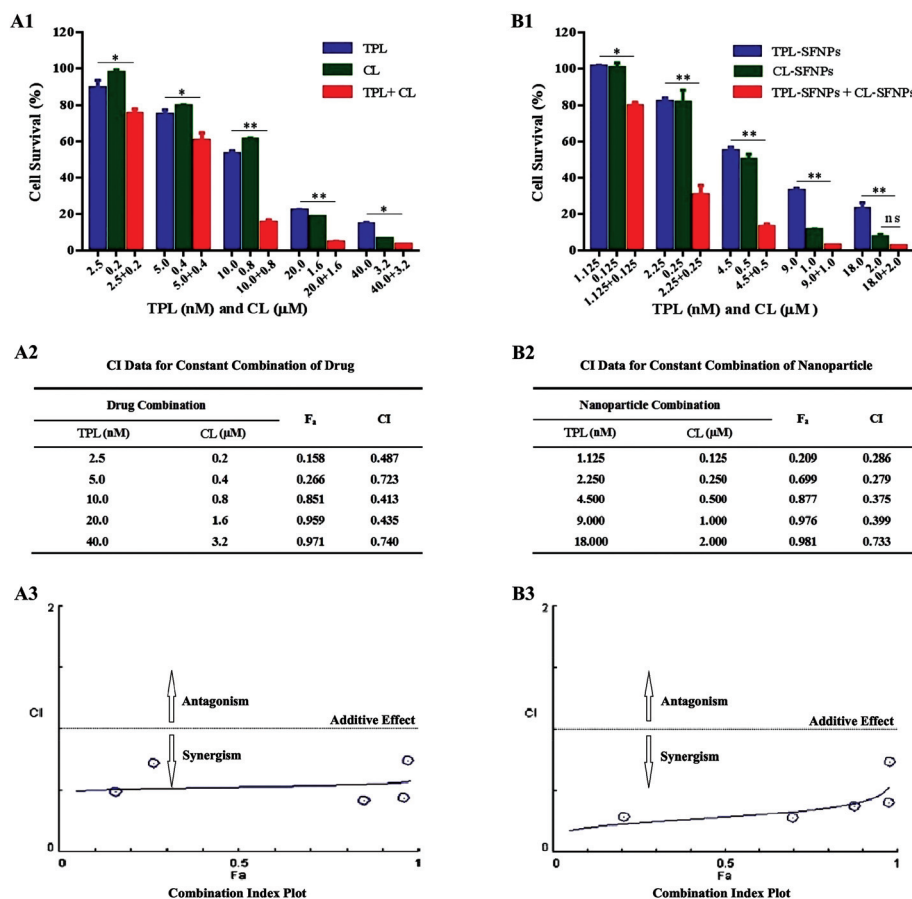 A1
120
100
80
60
40
20
0
Cell Survival (%)
TPL
CL
TPL+ CL
*
*
**
**
*
2.5
0.2
2.5+0.2
5.0
0.4
5.0+0.4
10.0
0.8
10.0+0.8
20.0
1.6
20.0+1.6
40.0
3.2
40.0+3.2
TPL (nM) and CL (μM)
B1
120
100
80
60
40
20
0
Cell Survival (%)
TPL-SFNPs
CL-SFNPs
TPL-SFNPs + CL-SFNPs
*
**
**
**
**
ns
1.125
0.125
1.125+0.125
2.25
0.25
2.25+0.25
4.5
0.5
4.5+0.5
9.0
1.0
9.0+1.0
18.0
2.0
18.0+2.0
TPL (nM) and CL (μM )
A2
CI Data for Constant Combination of Drug
Drug Combination Fa CI
TPL (nM) CL (μM)
2.5 0.2 0.158 0.487
5.0 0.4 0.266 0.723
10.0 0.8 0.851 0.413
20.0 1.6 0.959 0.435
40.0 3.2 0.971 0.740
B2
CI Data for Constant Combination of Nanoparticle
Nanoparticle Combination Fa CI
TPL (nM) CL (μM)
1.125 0.125 0.209 0.286
2.250 0.250 0.699 0.279
4.500 0.500 0.877 0.375
9.000 1.000 0.976 0.399
18.000 2.000 0.981 0.733
A3
2
CI
0
Antagonism
Additive Effect
Synergism
0
0.5
1
Fa
Combination Index Plot
B3
2
CI
0
Antagonism
Additive Effect
Synergism
0
0.5
1
Fa
Combination Index Plot